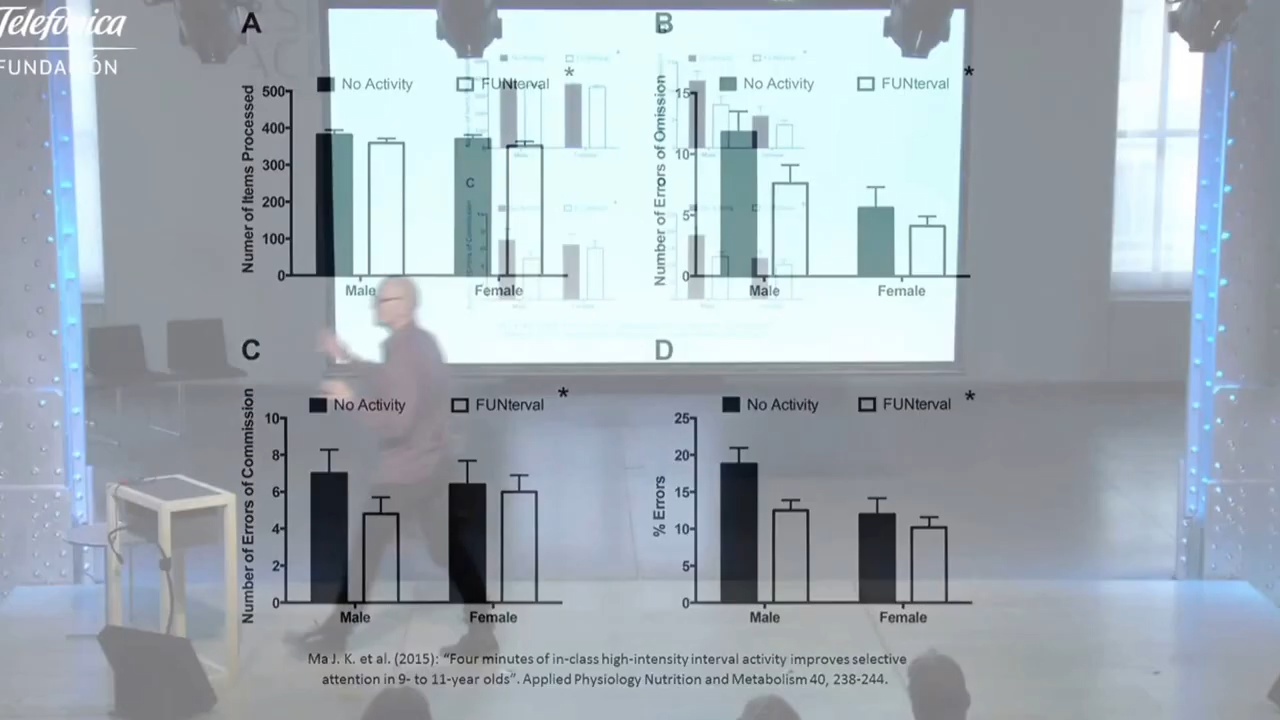 Telefónica
FUNDACIÓN
A
No Activity
FUNterval
*
Numer of Items Processed
500
400
300
200
100
0
Male
Female
B
No Activity
FUNterval
*
Number of Errors of Omission
15
10
5
0
Male
Female
C
No Activity
FUNterval
*
Number of Errors of Commission
10
8
6
4
2
0
Male
Female
D
No Activity
FUNterval
*
% Errors
25
20
15
10
5
0
Male
Female
Ma J. K. et al. (2015): “Four minutes of in-class high-intensity interval activity improves selective
attention in 9- to 11-year olds”. Applied Physiology Nutrition and Metabolism 40, 238-244.